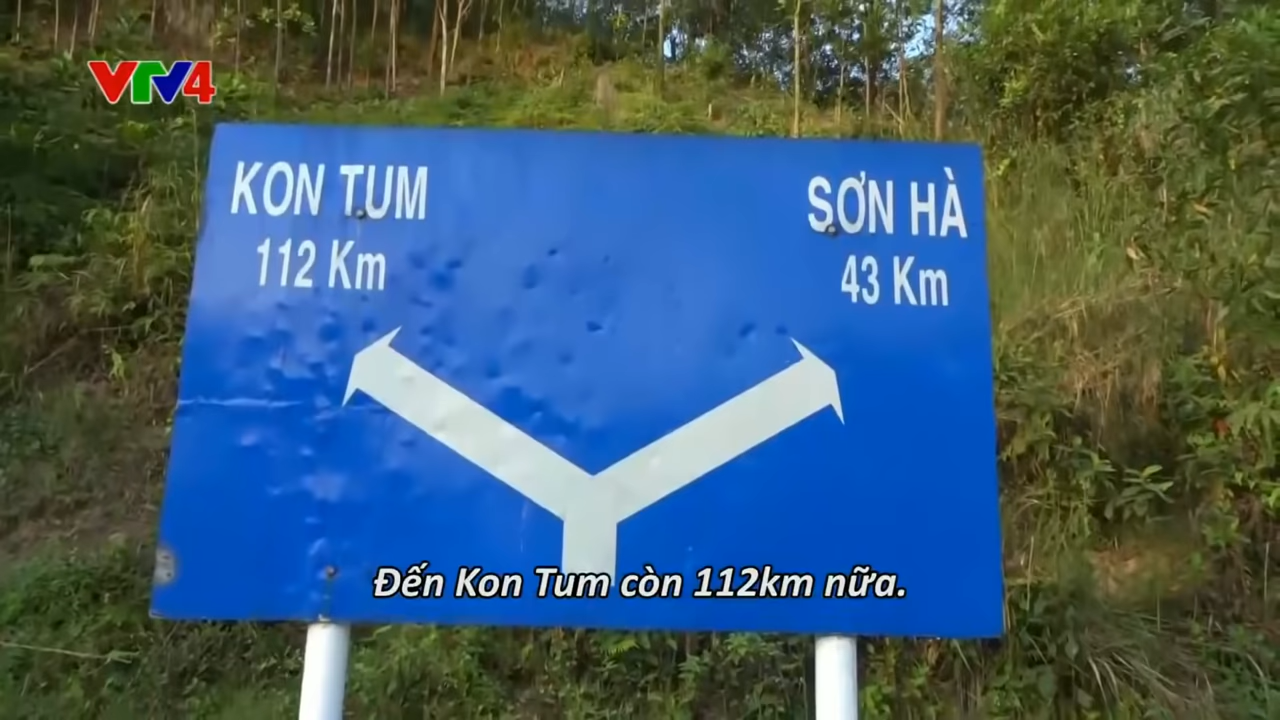 VTV4
KON TUM
112 Km
SƠN HÀ
43 Km
Đến Kon Tum còn 112km nữa.